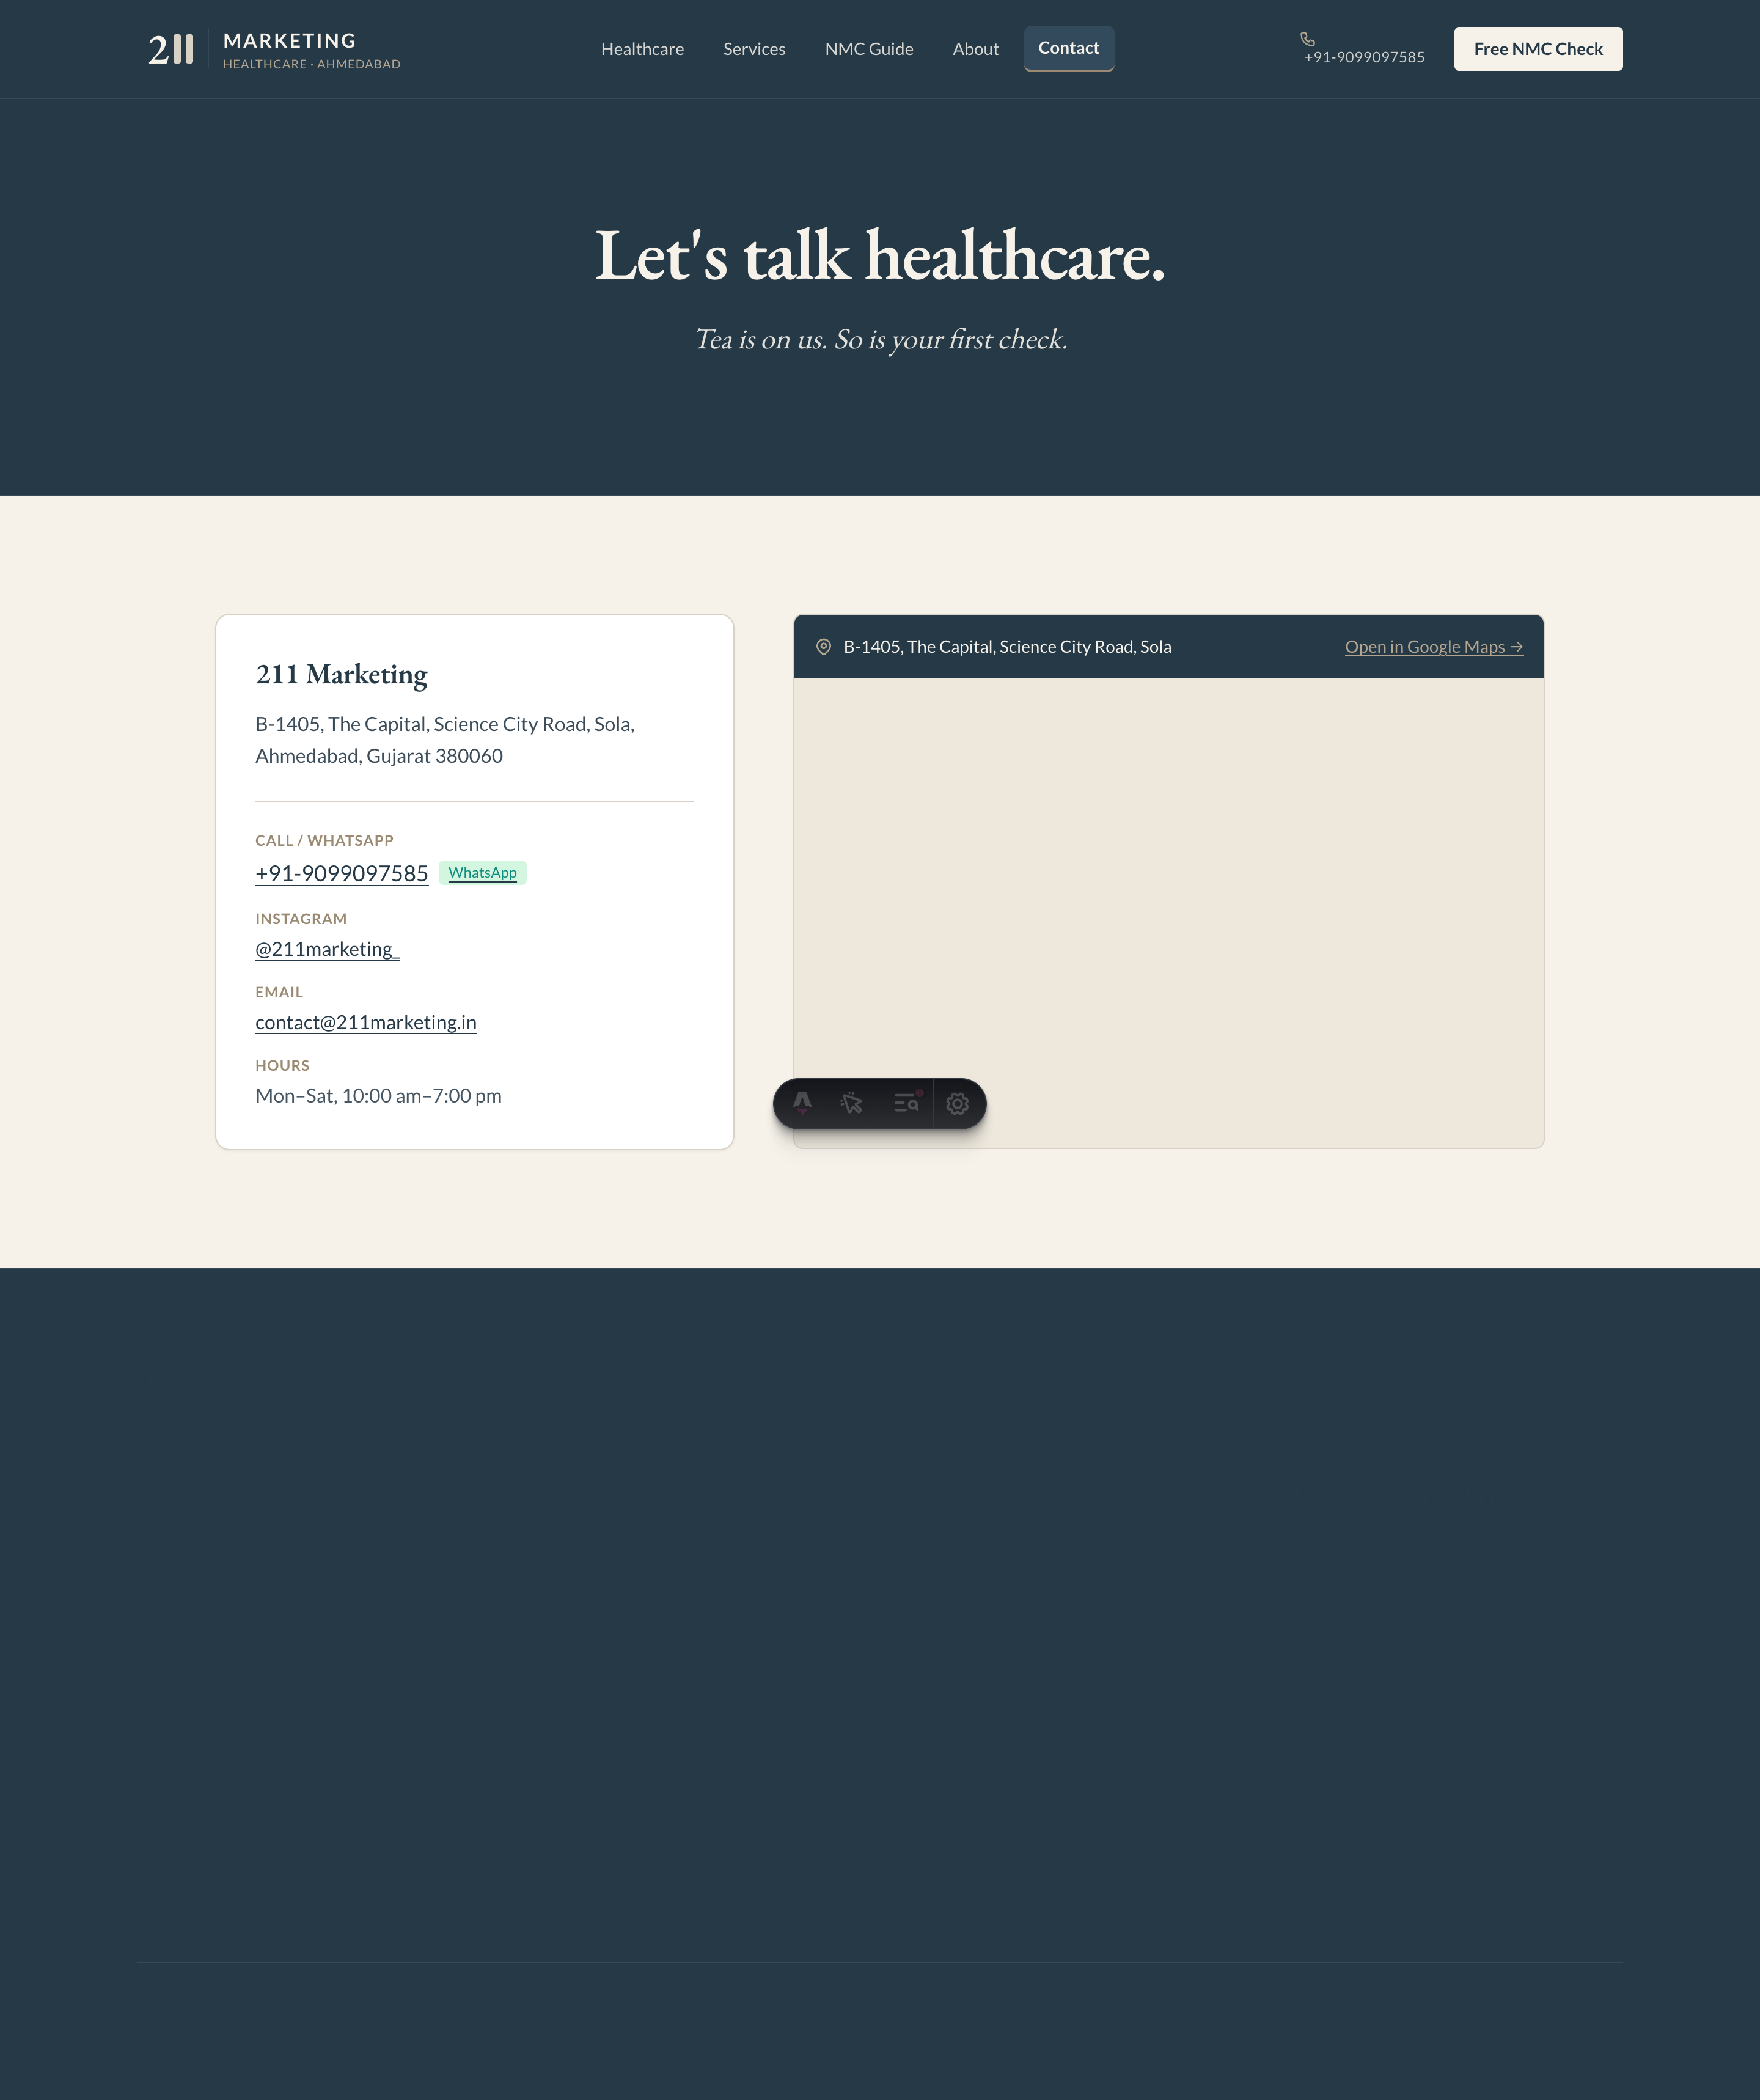 211
MARKETING
HEALTHCARE · AHMEDABAD
Healthcare
Services
NMC Guide
About
Contact
+91-9099097585
Free NMC Check
Let's talk healthcare.
Tea is on us. So is your first check.
211 Marketing
B-1405, The Capital, Science City Road, Sola,
Ahmedabad, Gujarat 380060
CALL / WHATSAPP
+91-9099097585 WhatsApp
INSTAGRAM
@211marketing_
EMAIL
contact@211marketing.in
HOURS
Mon–Sat, 10:00 am–7:00 pm
B-1405, The Capital, Science City Road, Sola
Open in Google Maps →